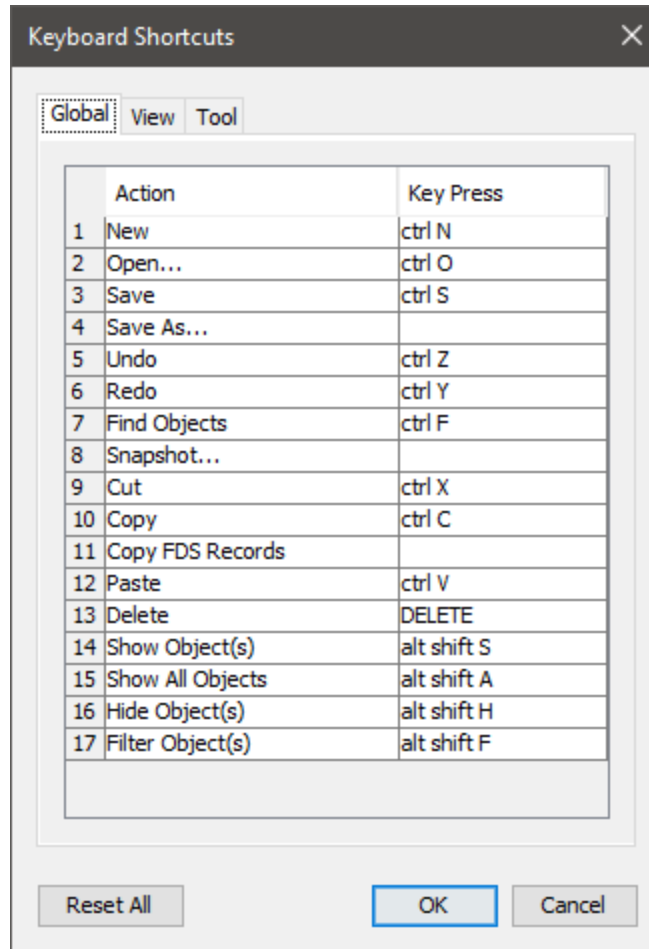 Keyboard Shortcuts
Global View Tool
Action Key Press
1 New ctrl N
2 Open... ctrl O
3 Save ctrl S
4 Save As...
5 Undo ctrl Z
6 Redo ctrl Y
7 Find Objects ctrl F
8 Snapshot...
9 Cut ctrl X
10 Copy ctrl C
11 Copy FDS Records
12 Paste ctrl V
13 Delete DELETE
14 Show Object(s) alt shift S
15 Show All Objects alt shift A
16 Hide Object(s) alt shift H
17 Filter Object(s) alt shift F
Reset All OK Cancel